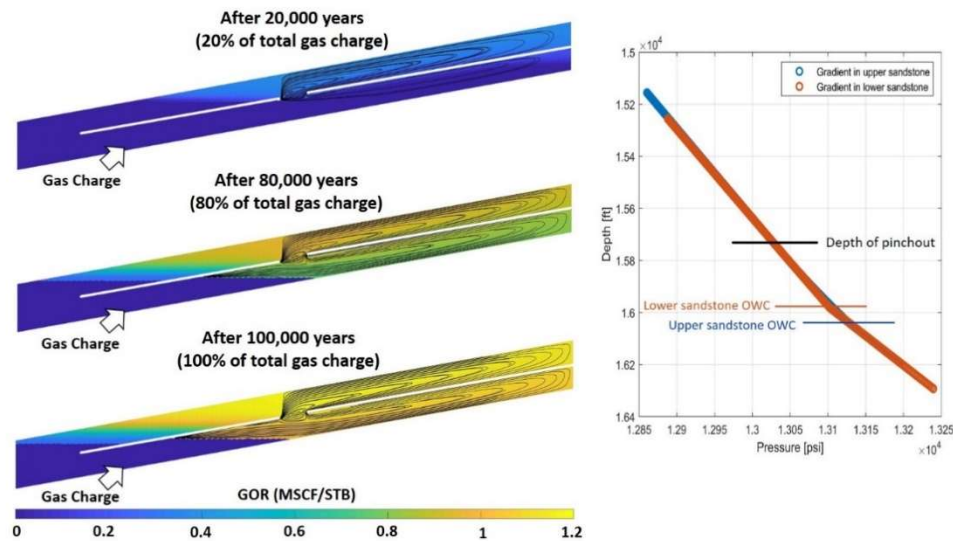 After 20,000 years
(20% of total gas charge)
Gas Charge
After 80,000 years
(80% of total gas charge)
Gas Charge
After 100,000 years
(100% of total gas charge)
Gas Charge
GOR (MSCF/STB)
0 0.2 0.4 0.6 0.8 1 1.2
×10⁴
1.5
1.52
1.54
1.56
1.58
1.6
1.62
1.64
Depth [ft]
Gradient in upper sandstone
Gradient in lower sandstone
Depth of pinchout
Lower sandstone OWC
Upper sandstone OWC
1.285 1.29 1.295 1.3 1.305 1.31 1.315 1.32 1.325
Pressure [psi]
×10⁴